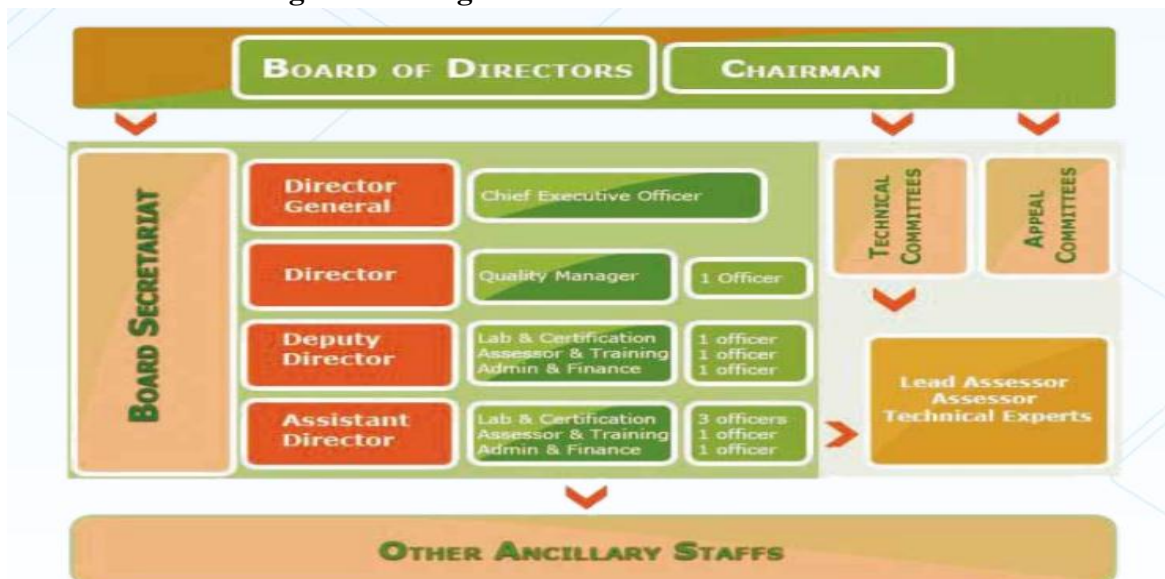 BOARD OF DIRECTORS
CHAIRMAN
BOARD SECRETARIAT
Director
General
Chief Executive Officer
Director
Quality Manager
1 Officer
Deputy
Director
Lab & Certification
Assessor & Training
Admin & Finance
1 officer
1 officer
1 officer
Assistant
Director
Lab & Certification
Assessor & Training
Admin & Finance
3 officers
1 officer
1 officer
TECHNICAL
COMMITTEES
APPEAL
COMMITTEES
Lead Assessor
Assessor
Technical Experts
OTHER ANCILLARY STAFFS